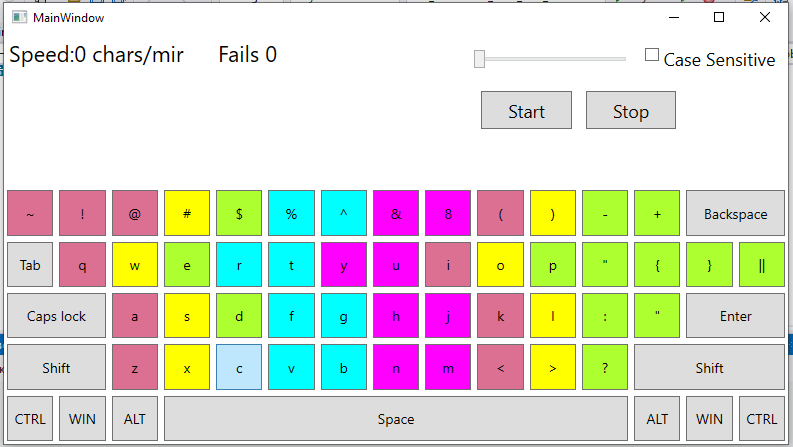 MainWindow
Speed:0 chars/mir Fails 0 Case Sensitive
Start Stop
~ ! @ # $ % ^ & 8 ( ) - + Backspace
Tab q w e r t y u i o p " { } ||
Caps lock a s d f g h j k l : " Enter
Shift z x c v b n m < > ? Shift
CTRL WIN ALT Space ALT WIN CTRL